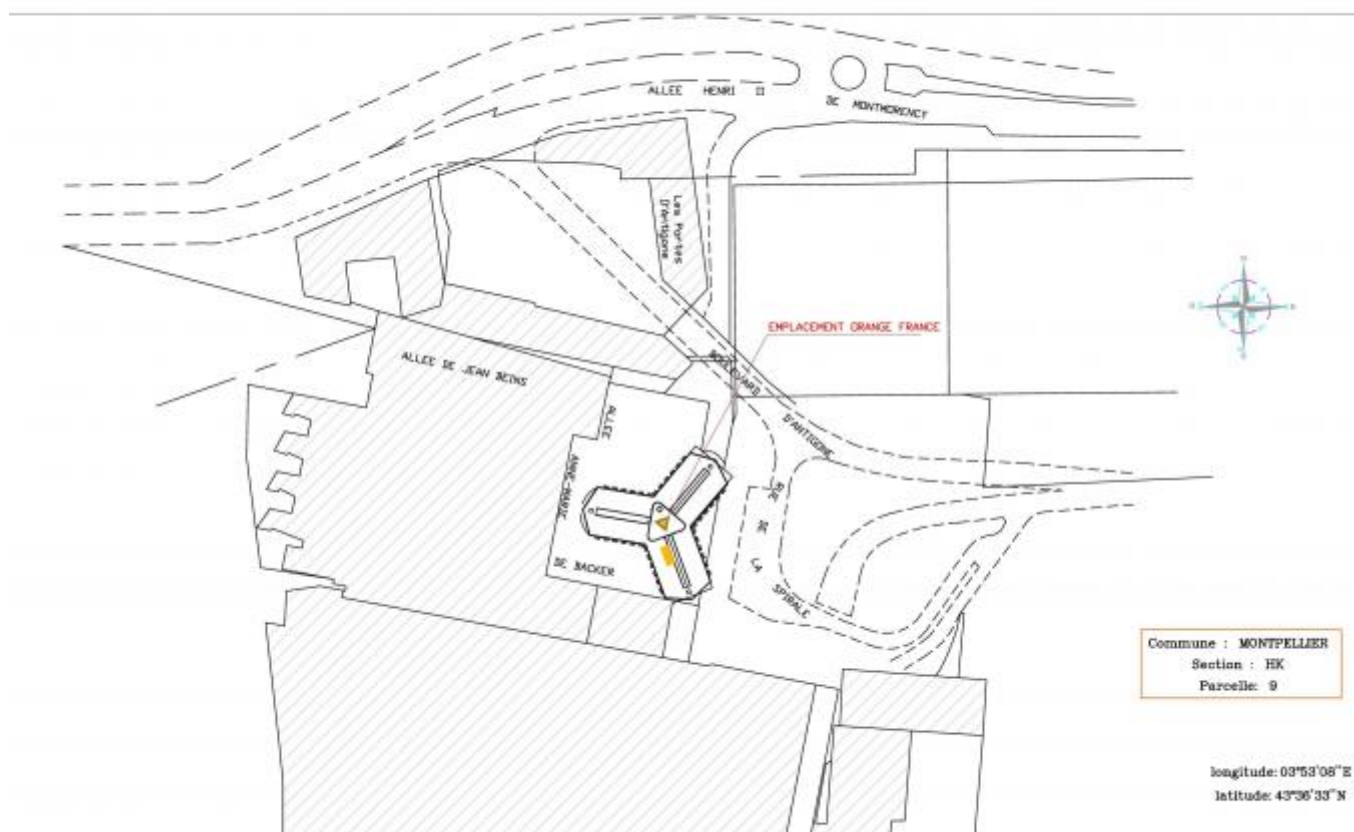 ALLEE HENRI II
DE MONTMORENCY
Les Portes
D'Antigone
EMPLACEMENT ORANGE FRANCE
BOULEVARD
D'ANTIGONE
ALLEE DE JEAN BEINS
ALLEE
ANNE-MARIE
DE BACKER
RUE DE LA SPIRALE
Commune : MONTPELLIER
Section : HK
Parcelle: 9
longitude: 03°53'08"E
latitude: 43°36'33"N